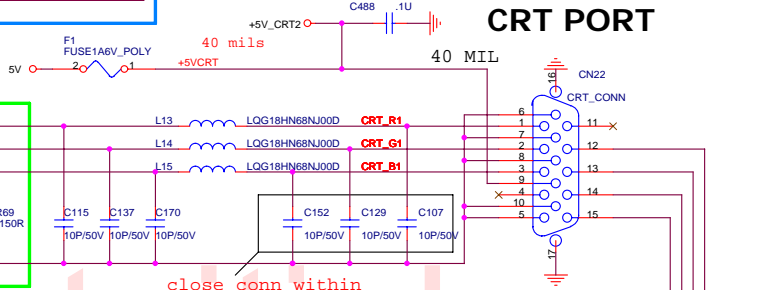 C488 .1U
CRT PORT
+5V_CRT2
F1
FUSE1A6V_POLY
40 mils
40 MIL
5V 2 1 +5VCRT
16
CN22
CRT_CONN
L13 LQG18HN68NJ00D CRT_R1
L14 LQG18HN68NJ00D CRT_G1
L15 LQG18HN68NJ00D CRT_B1
6
1 11
7
2 12
8
3 13
9
4 14
10
5 15
17
R69
150R
C115 C137 C170 C152 C129 C107
10P/50V 10P/50V 10P/50V 10P/50V 10P/50V 10P/50V
close conn within